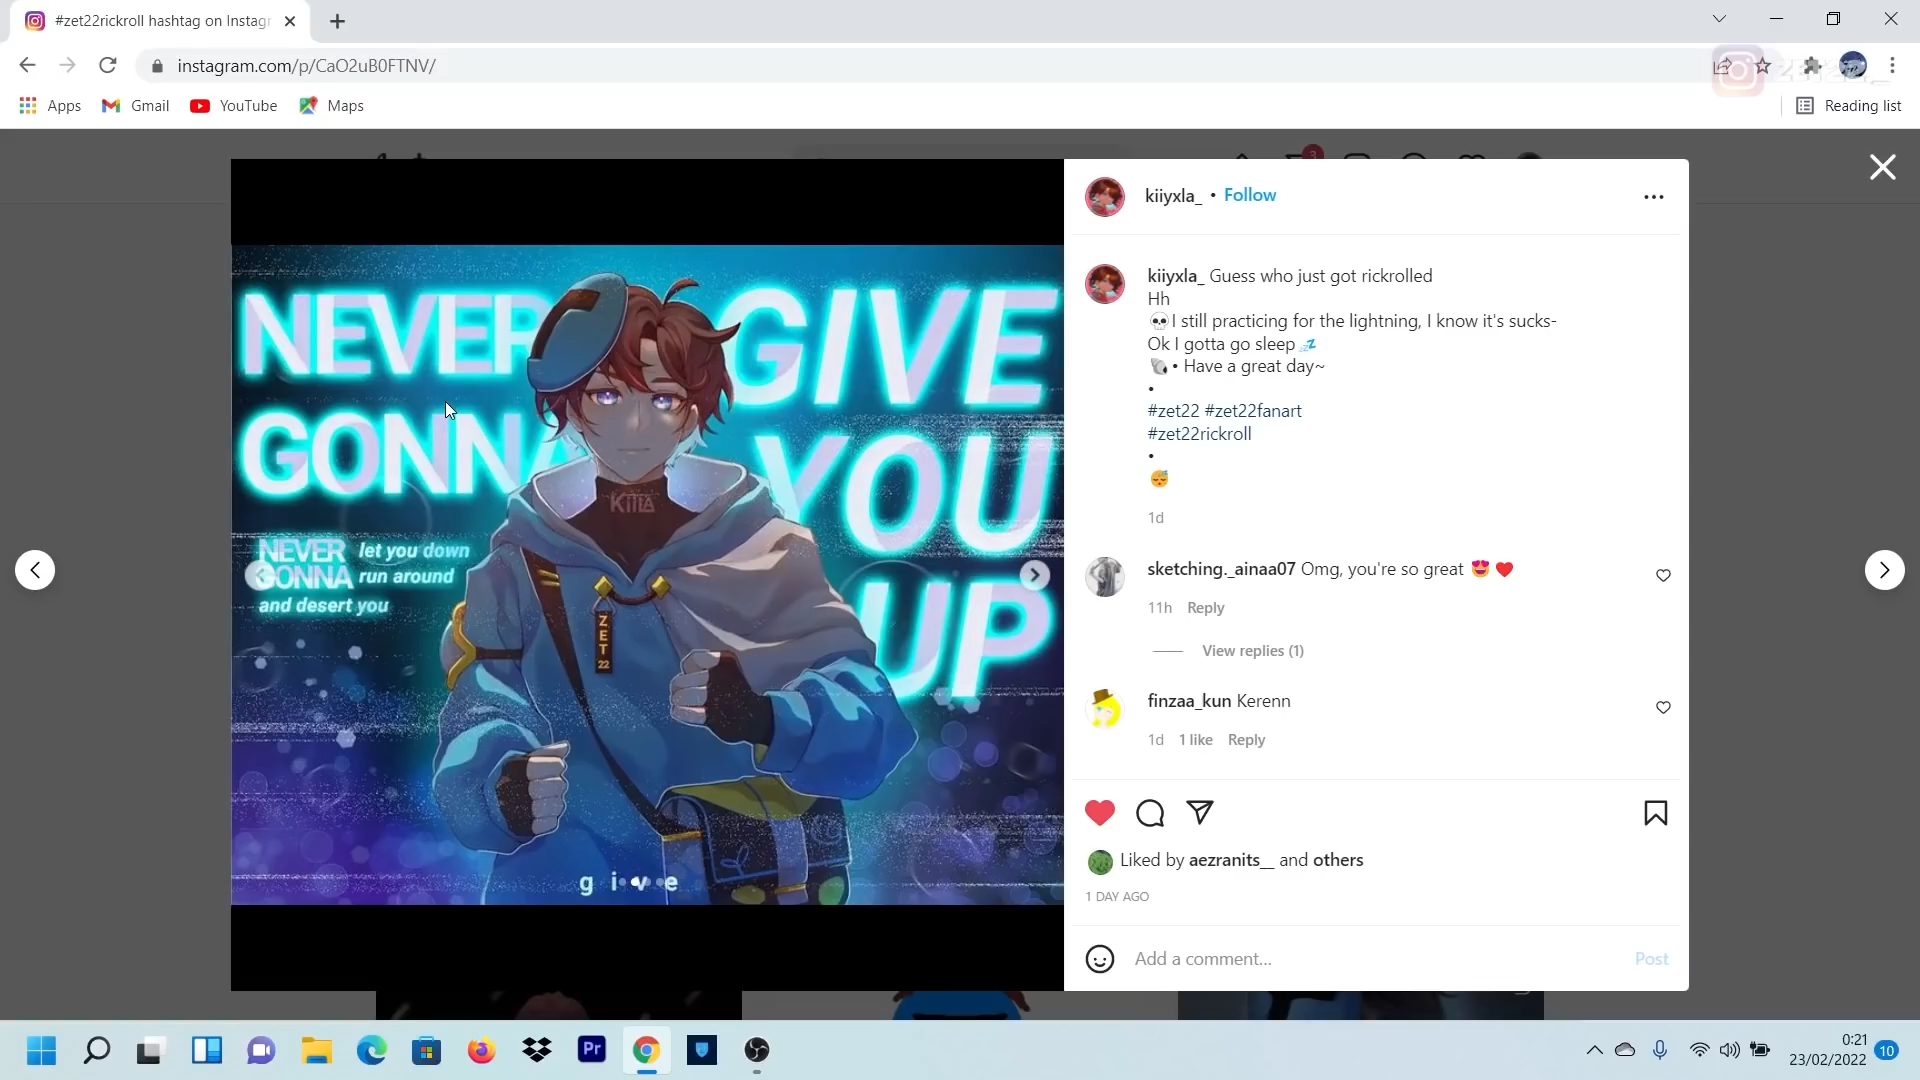 #zet22rickroll hashtag on Instagr
instagram.com/p/CaO2uB0FTNV/
Apps
Gmail
YouTube
Maps
Reading list
3
NEVER
GONNA
GIVE
YOU
UP
NEVER
GONNA
let you down
run around
and desert you
KIILA
ZET
22
give
kiiyxla_ • Follow
kiiyxla_ Guess who just got rickrolled
Hh
💀I still practicing for the lightning, I know it's sucks-
Ok I gotta go sleep💤
🐚• Have a great day~
•
#zet22 #zet22fanart
#zet22rickroll
•
😴
1d
sketching._ainaa07 Omg, you're so great 😍❤️
11h Reply
View replies (1)
finzaa_kun Kerenn
1d 1 like Reply
Liked by aezranits__ and others
1 DAY AGO
Add a comment...
Post
Pr
0:21
23/02/2022
10